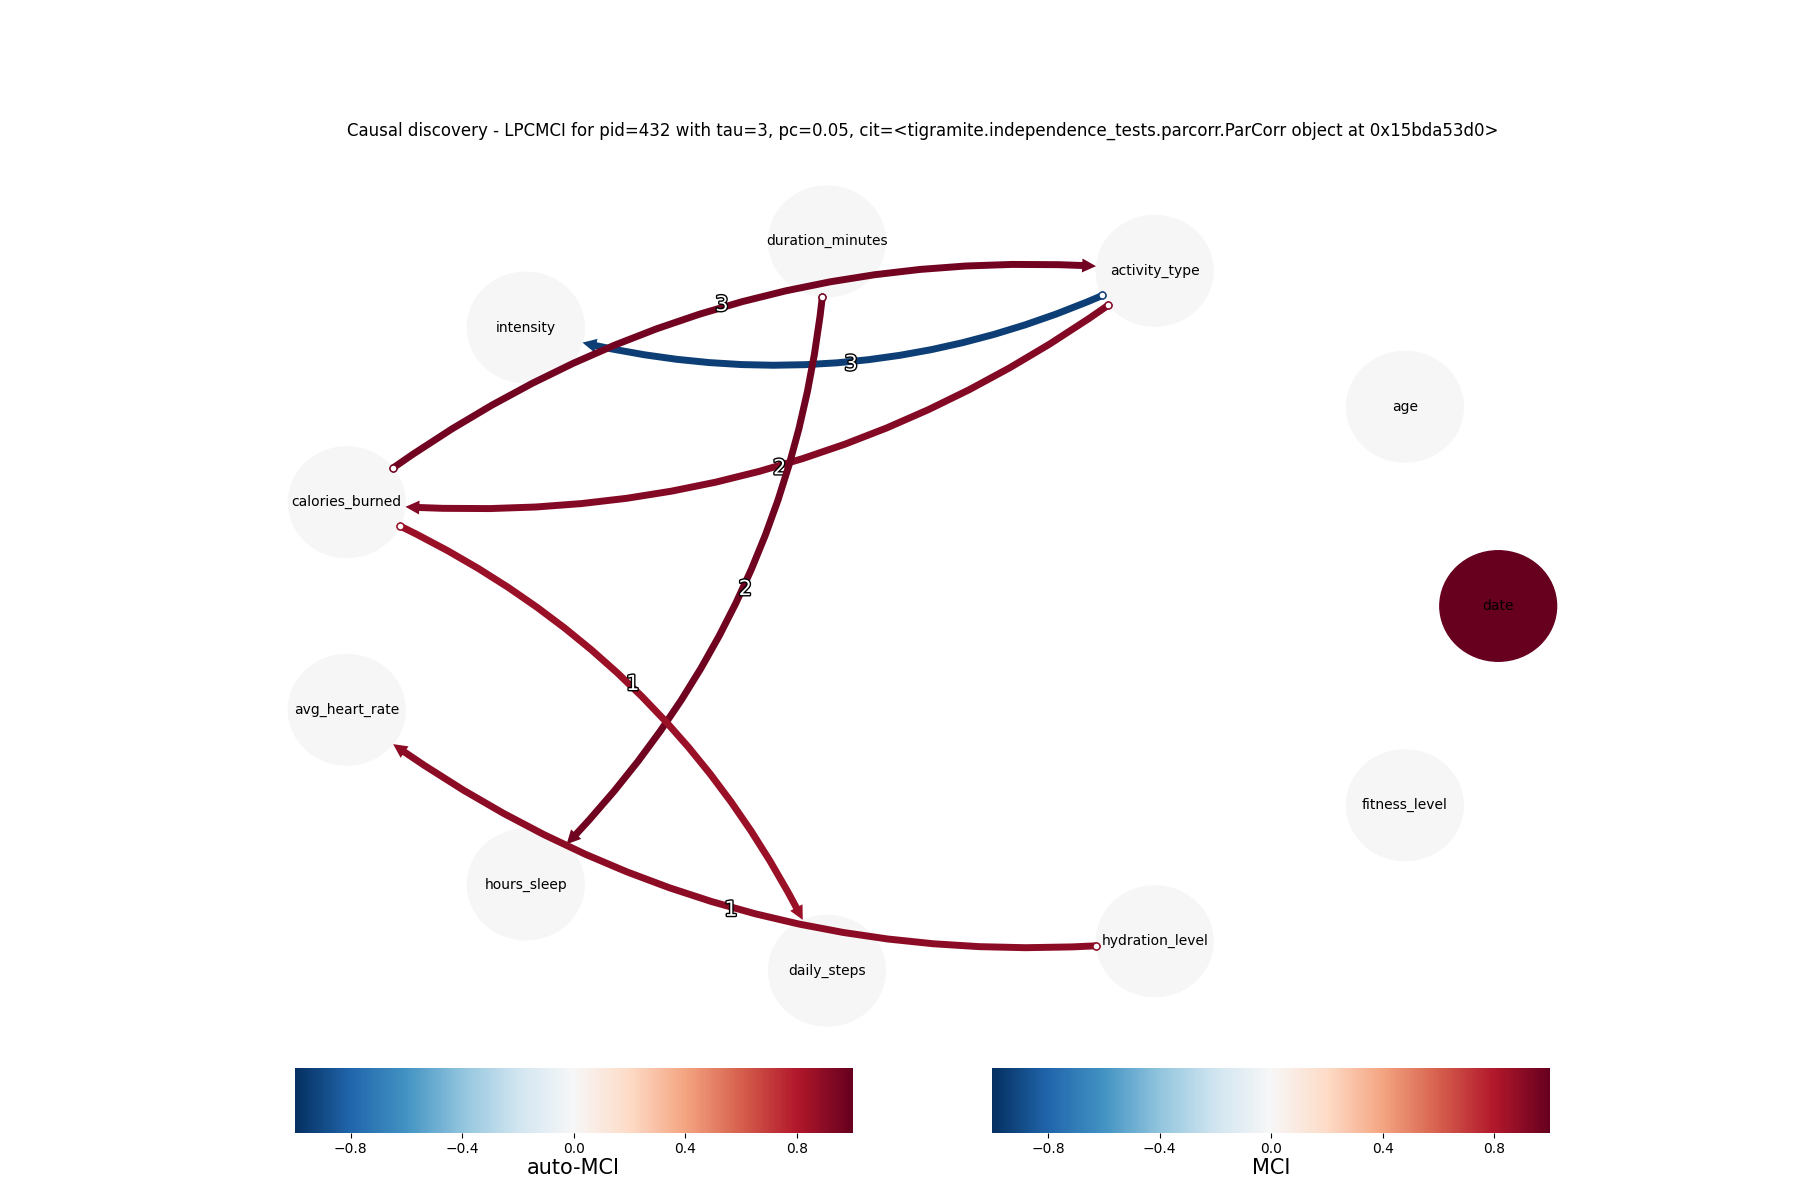 Causal discovery - LPCMCI for pid=432 with tau=3, pc=0.05, cit=<tigramite.independence_tests.parcorr.ParCorr object at 0x15bda53d0>
duration_minutes
activity_type
3
intensity
3
age
2
calories_burned
2
date
1
avg_heart_rate
fitness_level
hours_sleep
1
hydration_level
daily_steps
−0.8 −0.4 0.0 0.4 0.8
auto-MCI
−0.8 −0.4 0.0 0.4 0.8
MCI